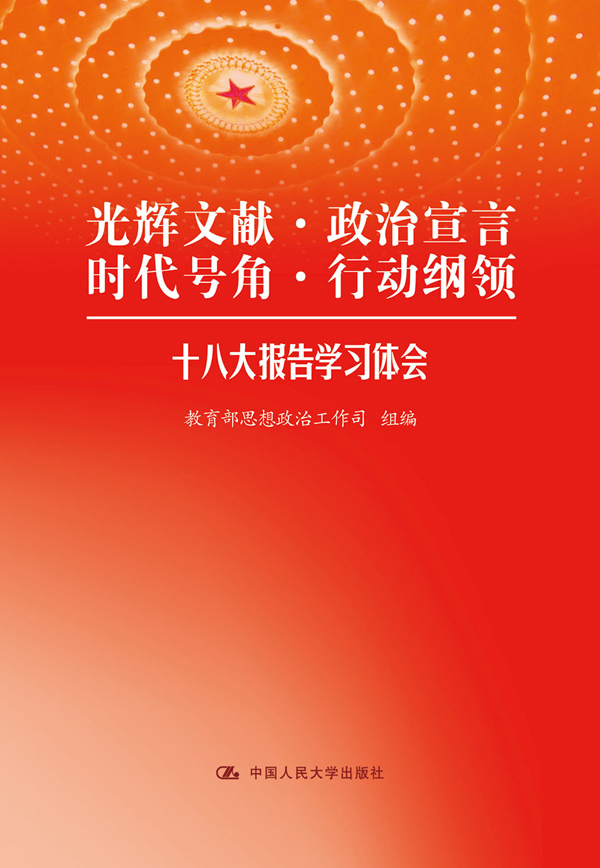 光辉文献·政治宣言
时代号角·行动纲领
十八大报告学习体会
教育部思想政治工作司 组编
中国人民大学出版社